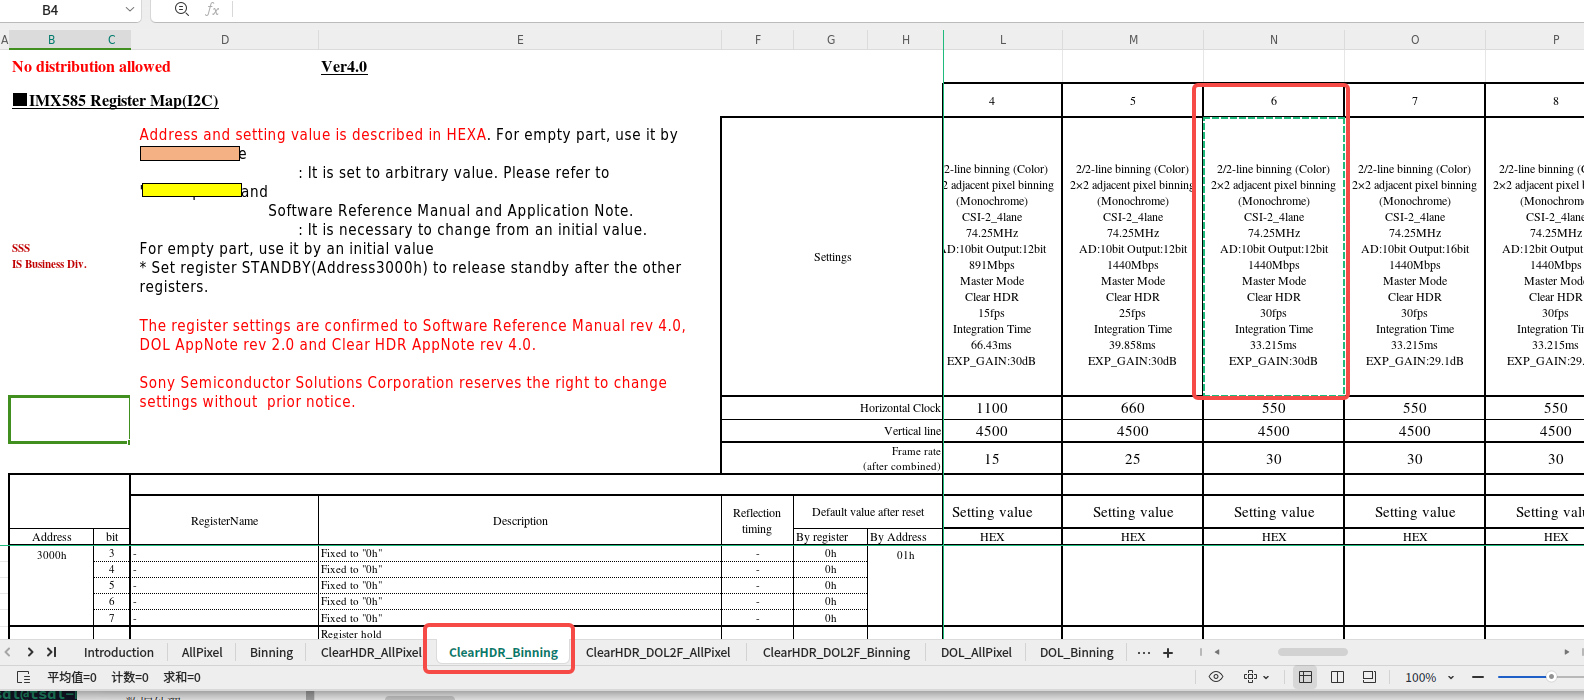 B4
fx
A B C D E F G H L M N O P
No distribution allowed
Ver4.0
■IMX585 Register Map(I2C)
Address and setting value is described in HEXA. For empty part, use it by
e
: It is set to arbitrary value. Please refer to
and
Software Reference Manual and Application Note.
: It is necessary to change from an initial value.
SSS
IS Business Div.
For empty part, use it by an initial value
* Set register STANDBY(Address3000h) to release standby after the other
registers.
The register settings are confirmed to Software Reference Manual rev 4.0,
DOL AppNote rev 2.0 and Clear HDR AppNote rev 4.0.
Sony Semiconductor Solutions Corporation reserves the right to change
settings without prior notice.
4 5 6 7 8
Settings
2/2-line binning (Color)
2 adjacent pixel binning
(Monochrome)
CSI-2_4lane
74.25MHz
AD:10bit Output:12bit
891Mbps
Master Mode
Clear HDR
15fps
Integration Time
66.43ms
EXP_GAIN:30dB
2/2-line binning (Color)
2×2 adjacent pixel binning
(Monochrome)
CSI-2_4lane
74.25MHz
AD:10bit Output:12bit
1440Mbps
Master Mode
Clear HDR
25fps
Integration Time
39.858ms
EXP_GAIN:30dB
2/2-line binning (Color)
2×2 adjacent pixel binning
(Monochrome)
CSI-2_4lane
74.25MHz
AD:10bit Output:12bit
1440Mbps
Master Mode
Clear HDR
30fps
Integration Time
33.215ms
EXP_GAIN:30dB
2/2-line binning (Color)
2×2 adjacent pixel binning
(Monochrome)
CSI-2_4lane
74.25MHz
AD:10bit Output:16bit
1440Mbps
Master Mode
Clear HDR
30fps
Integration Time
33.215ms
EXP_GAIN:29.1dB
2/2-line binning (C
2×2 adjacent pixel b
(Monochrom
CSI-2_4lane
74.25MHz
AD:12bit Output:
1440Mbps
Master Mode
Clear HDR
30fps
Integration Tim
33.215ms
EXP_GAIN:29.
Horizontal Clock 1100 660 550 550 550
Vertical line 4500 4500 4500 4500 4500
Frame rate
(after combined) 15 25 30 30 30
RegisterName Description Reflection
timing Default value after reset Setting value Setting value Setting value Setting value Setting valu
Address bit By register By Address HEX HEX HEX HEX HEX
3000h 3 - Fixed to "0h" - 0h 01h
4 - Fixed to "0h" - 0h
5 - Fixed to "0h" - 0h
6 - Fixed to "0h" - 0h
7 - Fixed to "0h" - 0h
Register hold
Introduction AllPixel Binning ClearHDR_AllPixel ClearHDR_Binning ClearHDR_DOL2F_AllPixel ClearHDR_DOL2F_Binning DOL_AllPixel DOL_Binning ··· +
平均值=0 计数=0 求和=0
100%